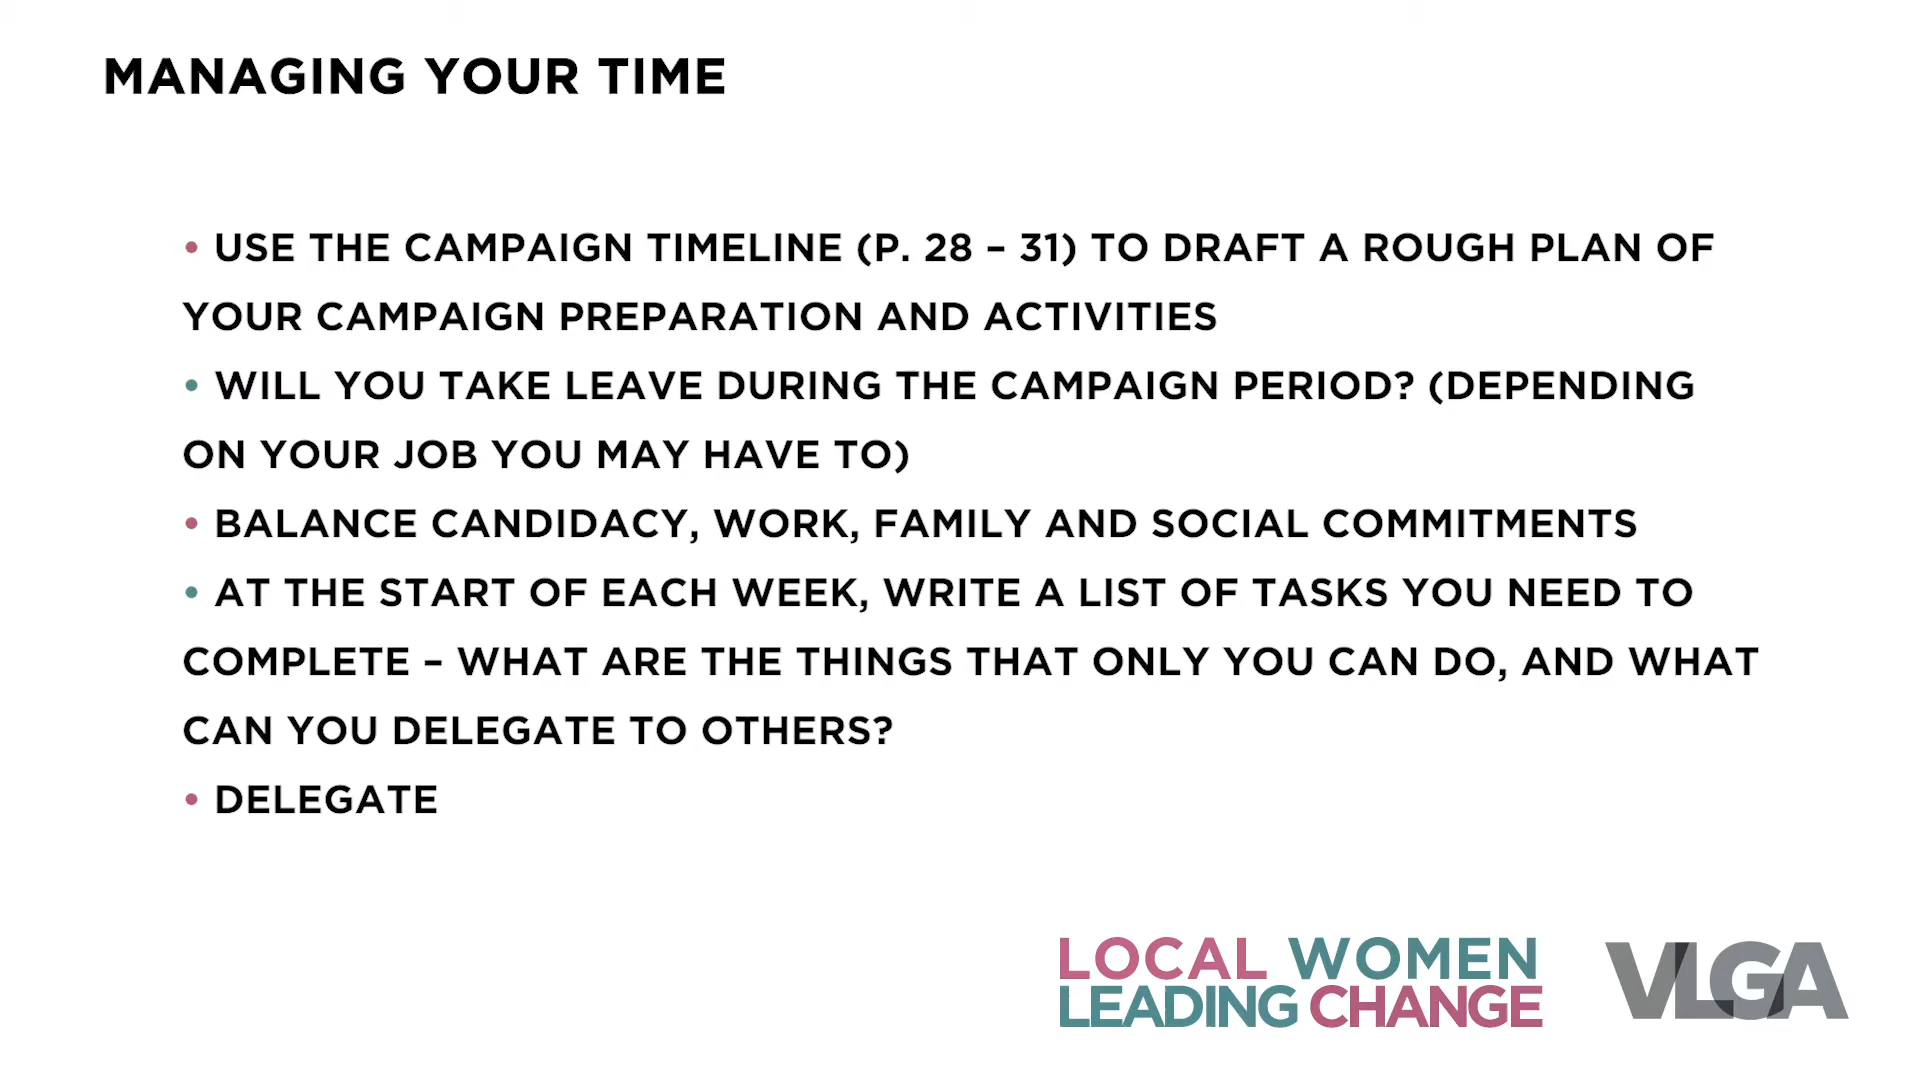 MANAGING YOUR TIME
• USE THE CAMPAIGN TIMELINE (P. 28 – 31) TO DRAFT A ROUGH PLAN OF
YOUR CAMPAIGN PREPARATION AND ACTIVITIES
• WILL YOU TAKE LEAVE DURING THE CAMPAIGN PERIOD? (DEPENDING
ON YOUR JOB YOU MAY HAVE TO)
• BALANCE CANDIDACY, WORK, FAMILY AND SOCIAL COMMITMENTS
• AT THE START OF EACH WEEK, WRITE A LIST OF TASKS YOU NEED TO
COMPLETE – WHAT ARE THE THINGS THAT ONLY YOU CAN DO, AND WHAT
CAN YOU DELEGATE TO OTHERS?
• DELEGATE
LOCAL WOMEN
LEADING CHANGE
VLGA